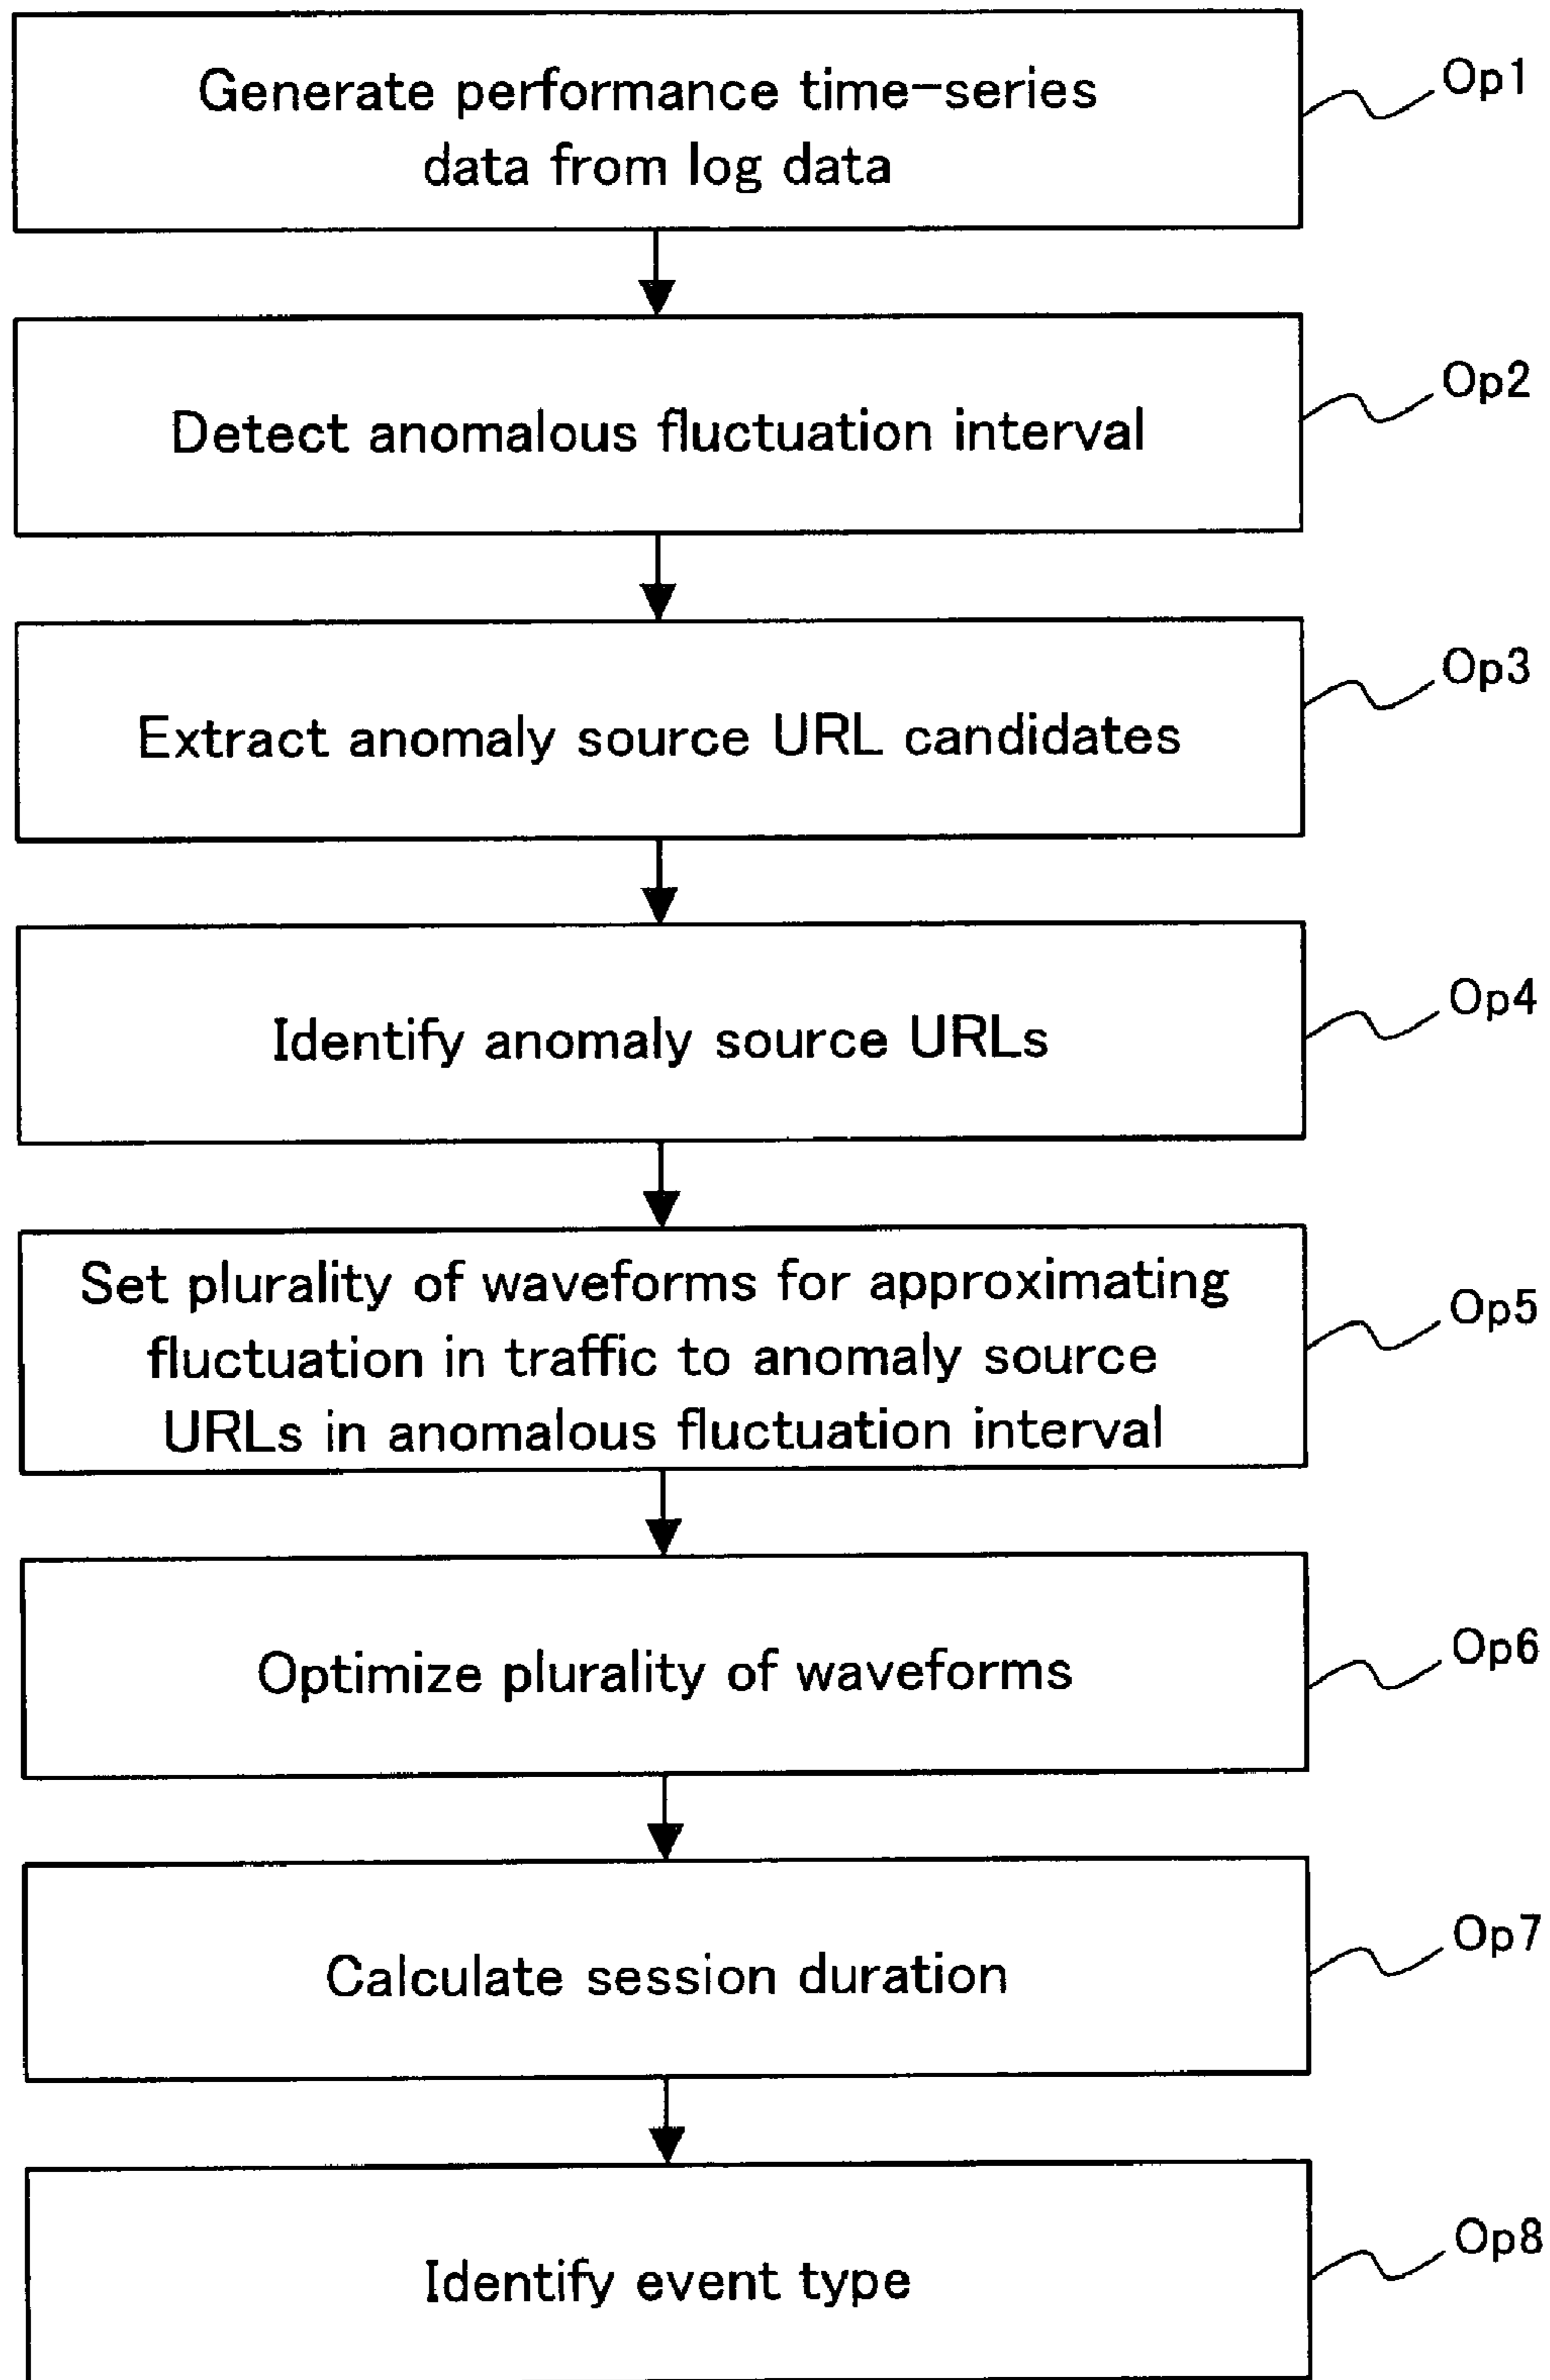 Generate performance time-series
data from log data
Op1
Detect anomalous fluctuation interval
Op2
Extract anomaly source URL candidates
Op3
Identify anomaly source URLs
Op4
Set plurality of waveforms for approximating
fluctuation in traffic to anomaly source
URLs in anomalous fluctuation interval
Op5
Optimize plurality of waveforms
Op6
Calculate session duration
Op7
Identify event type
Op8